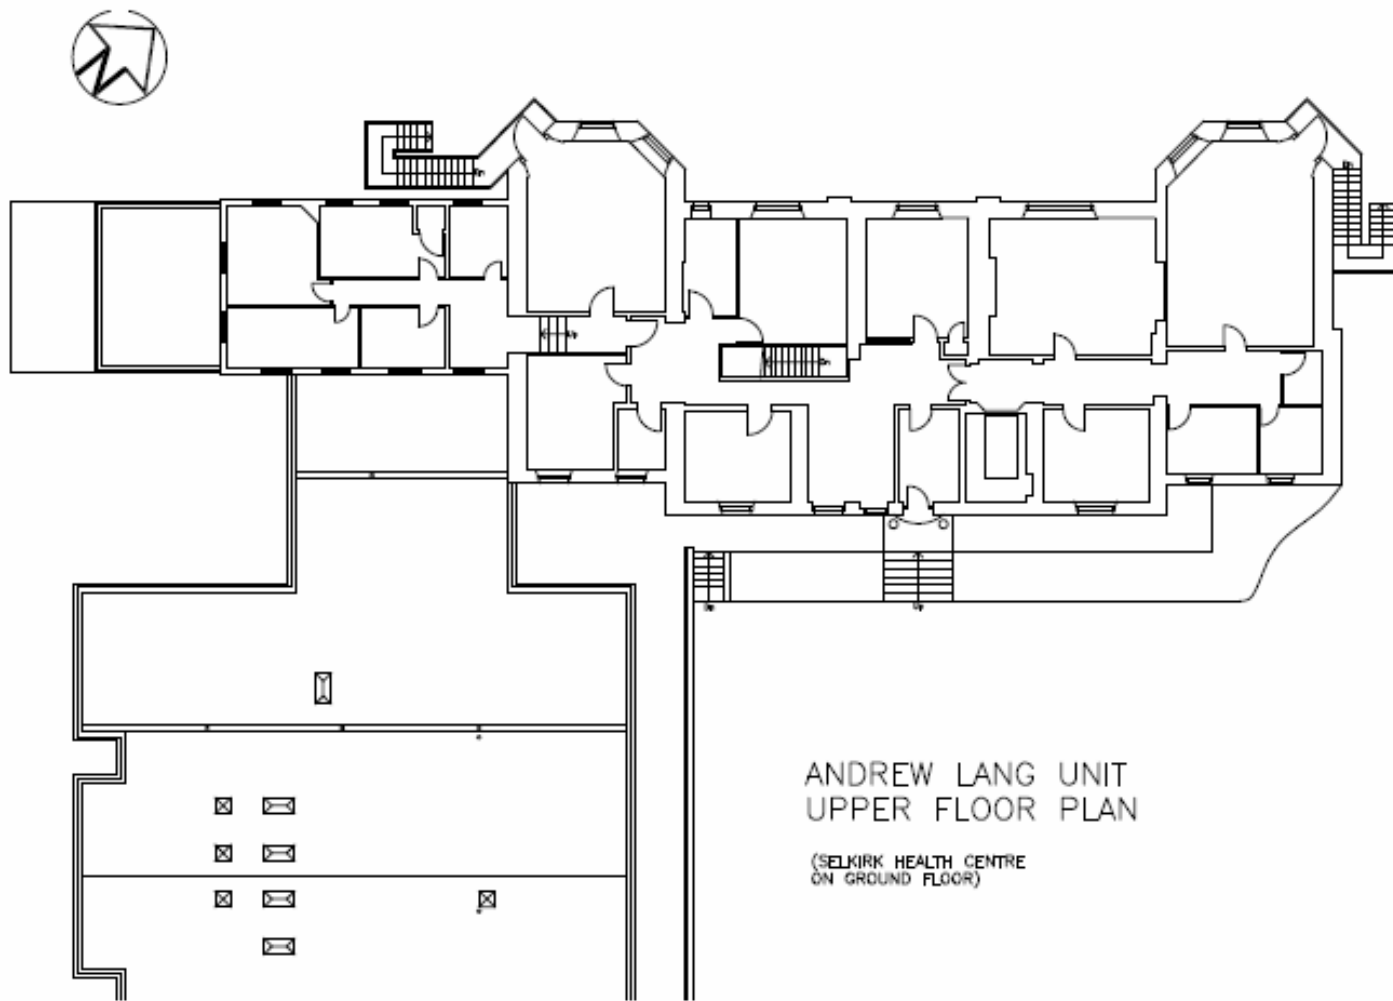 ANDREW LANG UNIT
UPPER FLOOR PLAN
(SELKIRK HEALTH CENTRE
ON GROUND FLOOR)